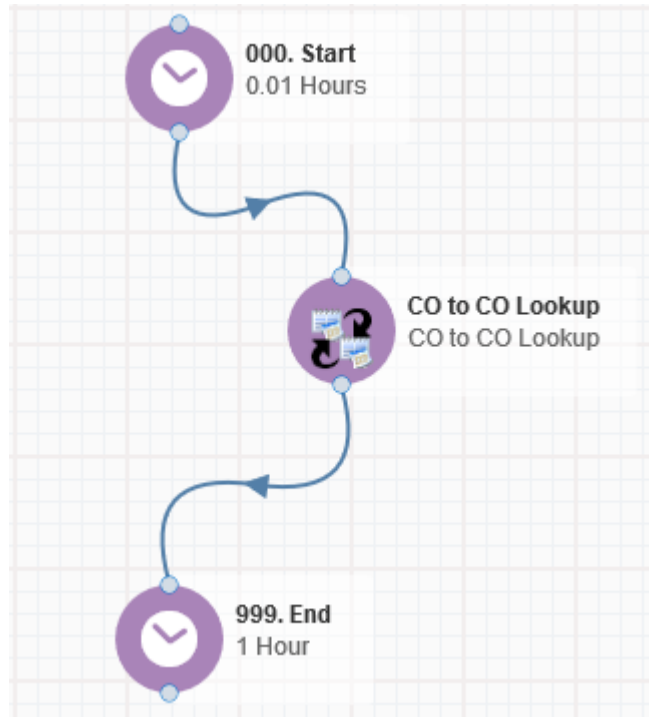 000. Start
0.01 Hours
CO to CO Lookup
CO to CO Lookup
999. End
1 Hour